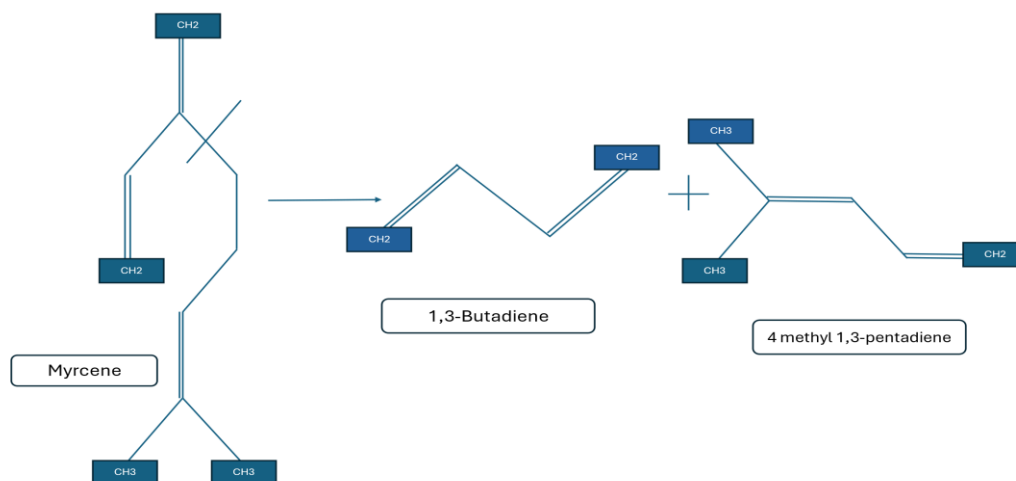 CH2
CH2
Myrcene
CH3
CH3
CH2
CH2
1,3-Butadiene
CH3
CH3
CH2
4 methyl 1,3-pentadiene